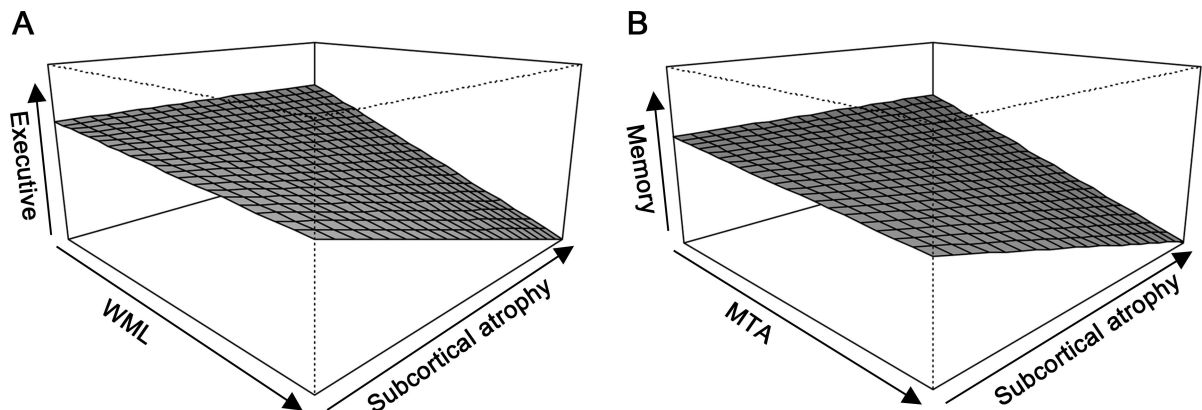 A
Executive
WML
Subcortical atrophy
B
Memory
MTA
Subcortical atrophy